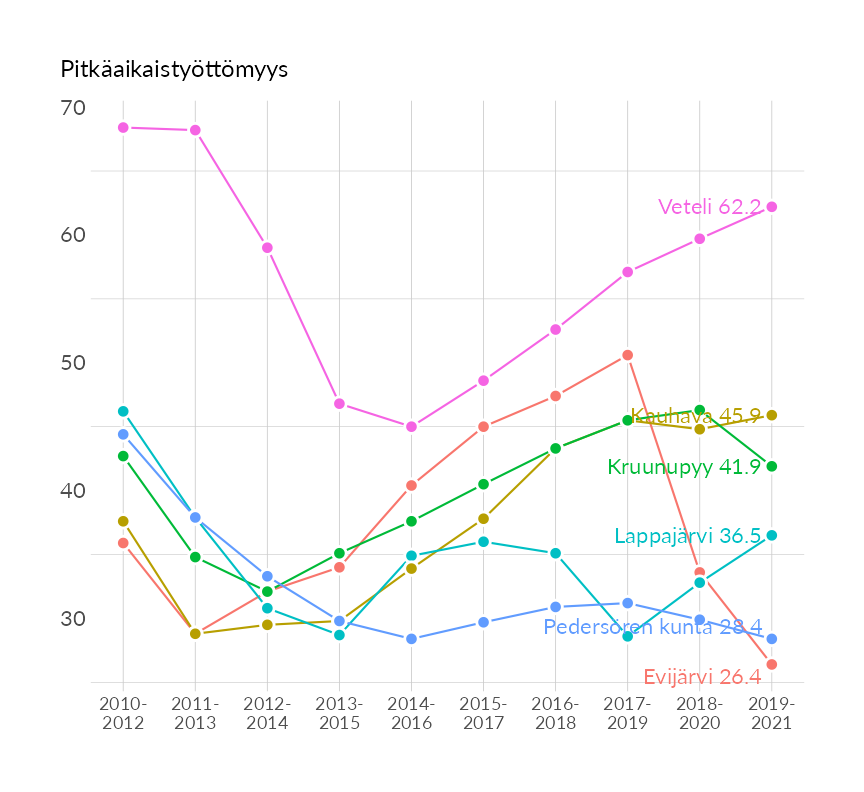 Pitkäaikaistyöttömyys
70
60
50
40
30
Veteli 62.2
Kauhava 45.9
Kruunupyy 41.9
Lappajärvi 36.5
Pedersören kunta 28.4
Evijärvi 26.4
2010- 2011- 2012- 2013- 2014- 2015- 2016- 2017- 2018- 2019-
2012 2013 2014 2015 2016 2017 2018 2019 2020 2021